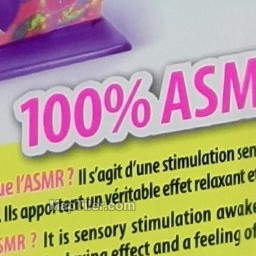 100% ASM
ue l'ASMR ? Il s'agit d'une stimulation sen
. Ils apportent un véritable effet relaxant et
SMR ? It is sensory stimulation awake
effect and a feeling of